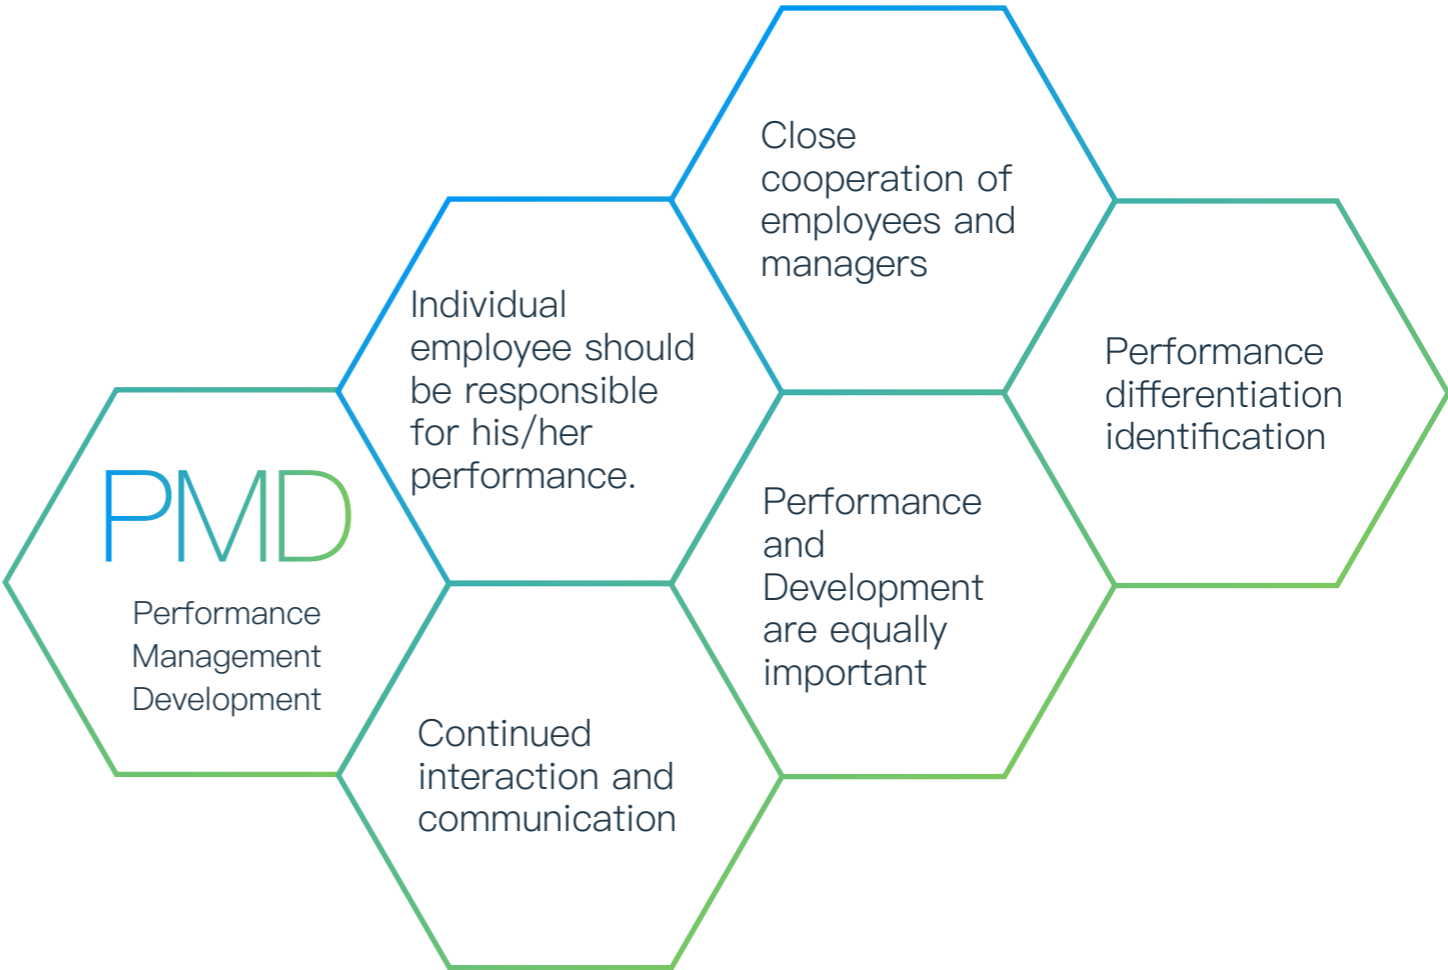 PMD
Performance
Management
Development
Individual
employee should
be responsible
for his/her
performance.
Continued
interaction and
communication
Close
cooperation of
employees and
managers
Performance
and
Development
are equally
important
Performance
differentiation
identification